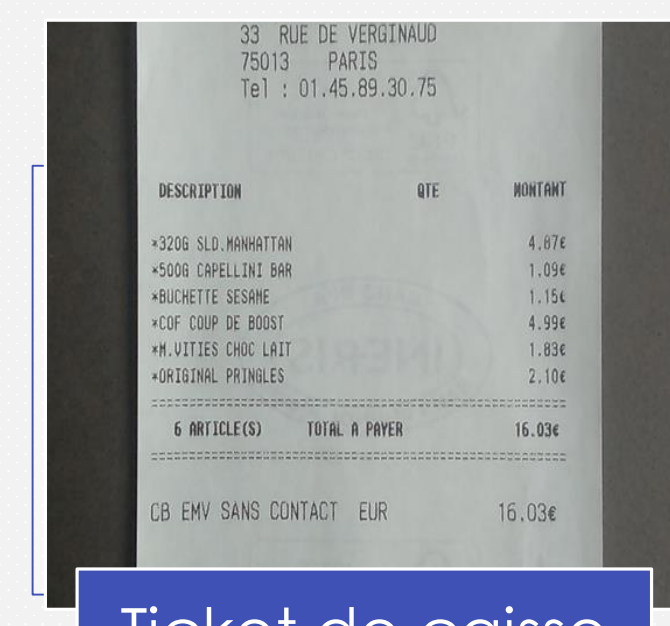 33 RUE DE VERGINAUD
75013 PARIS
Tel : 01.45.89.30.75
DESCRIPTION QTE MONTANT
*320G SLD.MANHATTAN 4.87€
*500G CAPELLINI BAR 1.09€
*BUCHETTE SESAME 1.15€
*COF COUP DE BOOST 4.99€
*M.VITIES CHOC LAIT 1.83€
*ORIGINAL PRINGLES 2.10€
6 ARTICLE(S) TOTAL A PAYER 16.03€
CB EMV SANS CONTACT EUR 16.03€
Ticket de caisse